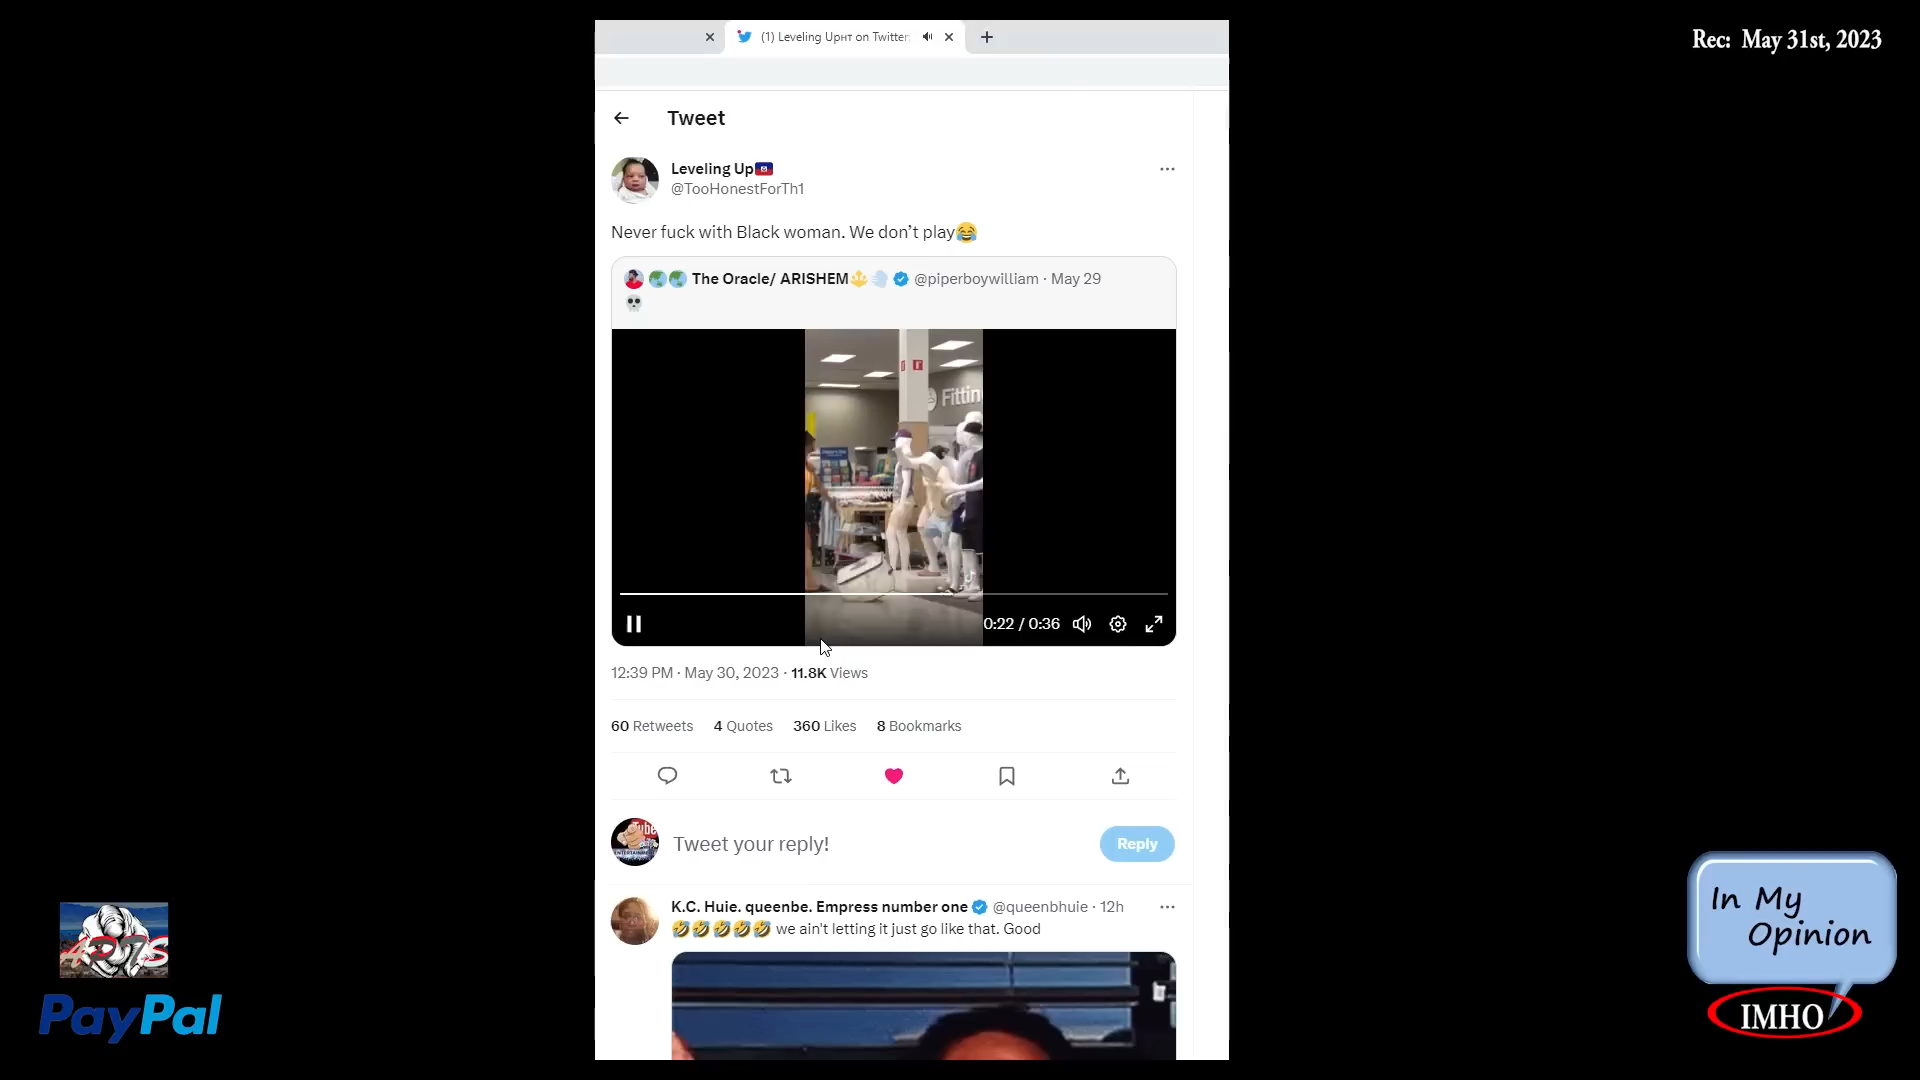 (1) Leveling Upнт on Twitter:
Rec: May 31st, 2023
Tweet
Leveling Up🇭🇹
@TooHonestForTh1
Never fuck with Black woman. We don’t play😂
The Oracle/ ARISHEM @piperboywilliam · May 29
💀
Fittin
0:22 / 0:36
12:39 PM · May 30, 2023 · 11.8K Views
60 Retweets 4 Quotes 360 Likes 8 Bookmarks
Tweet your reply!
Reply
K.C. Huie. queenbe. Empress number one @queenbhuie · 12h
🤣🤣🤣🤣🤣 we ain't letting it just go like that. Good
PayPal
In My
Opinion
IMHO